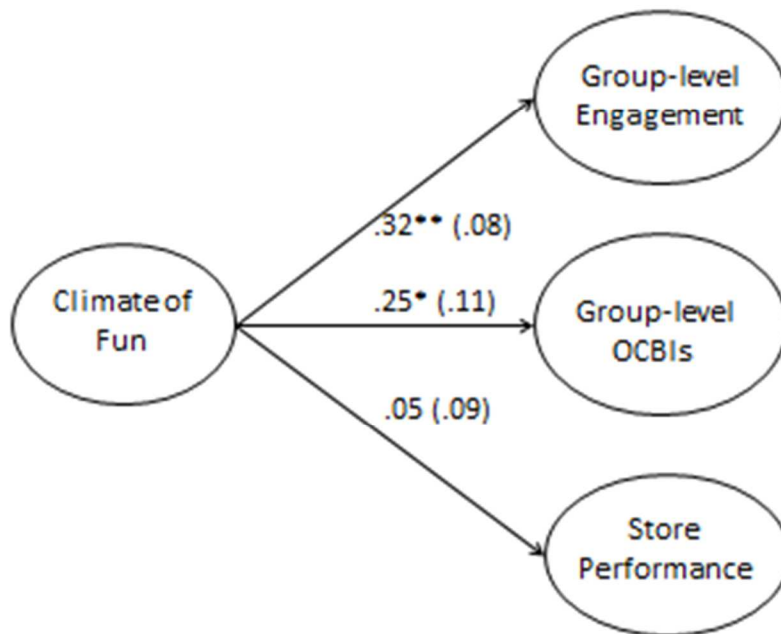 Group-level
Engagement
.32** (.08)
Climate of
Fun
.25* (.11)
Group-level
OCBIs
.05 (.09)
Store
Performance